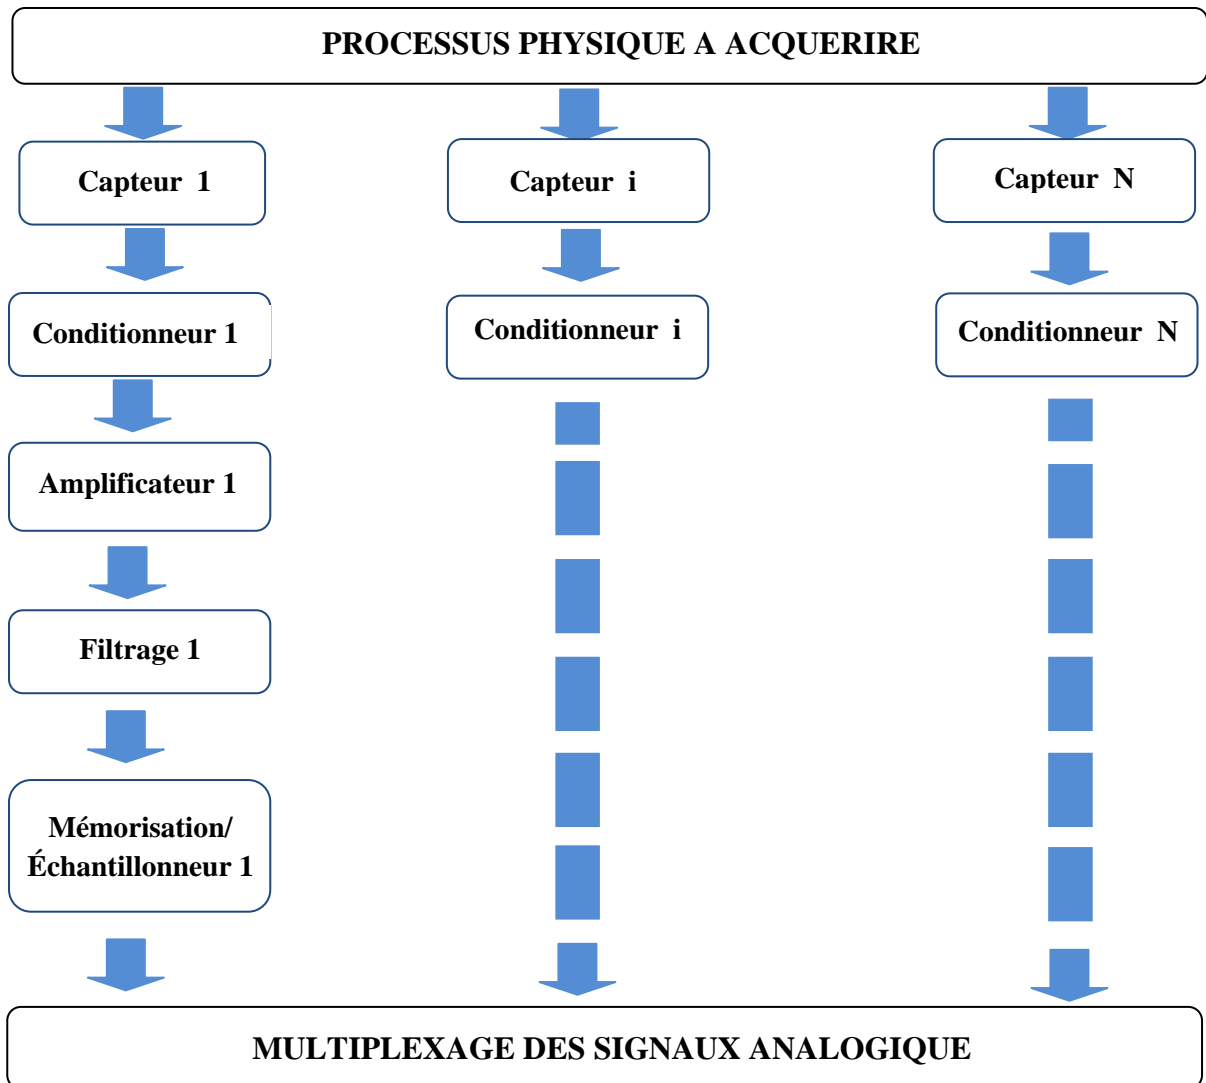 PROCESSUS PHYSIQUE A ACQUERIRE
Capteur 1
Capteur i
Capteur N
Conditionneur 1
Conditionneur i
Conditionneur N
Amplificateur 1
Filtrage 1
Mémorisation/
Échantillonneur 1
MULTIPLEXAGE DES SIGNAUX ANALOGIQUE